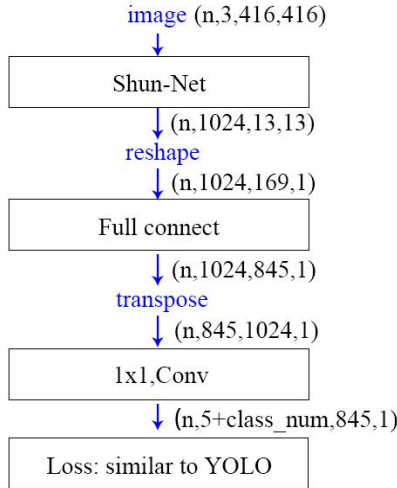 image (n,3,416,416)
Shun-Net
(n,1024,13,13)
reshape
(n,1024,169,1)
Full connect
(n,1024,845,1)
transpose
(n,845,1024,1)
1x1,Conv
(n,5+class_num,845,1)
Loss: similar to YOLO